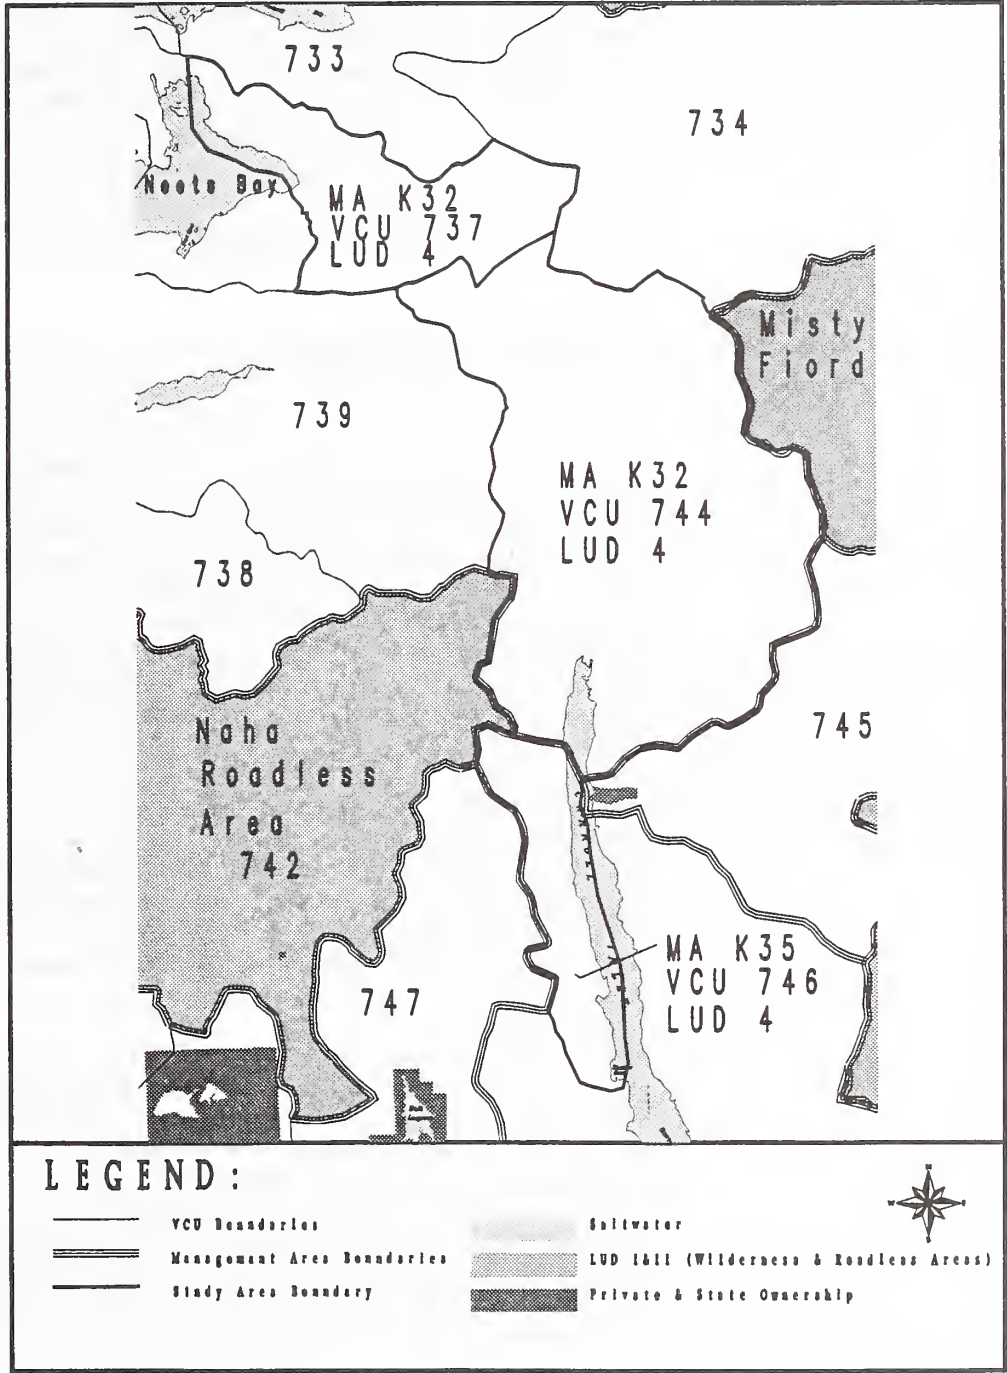 733
734
Neets Bay
MA K32
VCU 737
LUD 4
Misty
Fiord
739
MA K32
VCU 744
LUD 4
738
Naha
Roadless
Area
742
745
MA K35
VCU 746
LUD 4
747
LEGEND:
VCU Boundaries
Management Area Boundaries
Study Area Boundary
Saltwater
LUD I&II (Wilderness & Roadless Areas)
Private & State Ownership
N
W
E
S